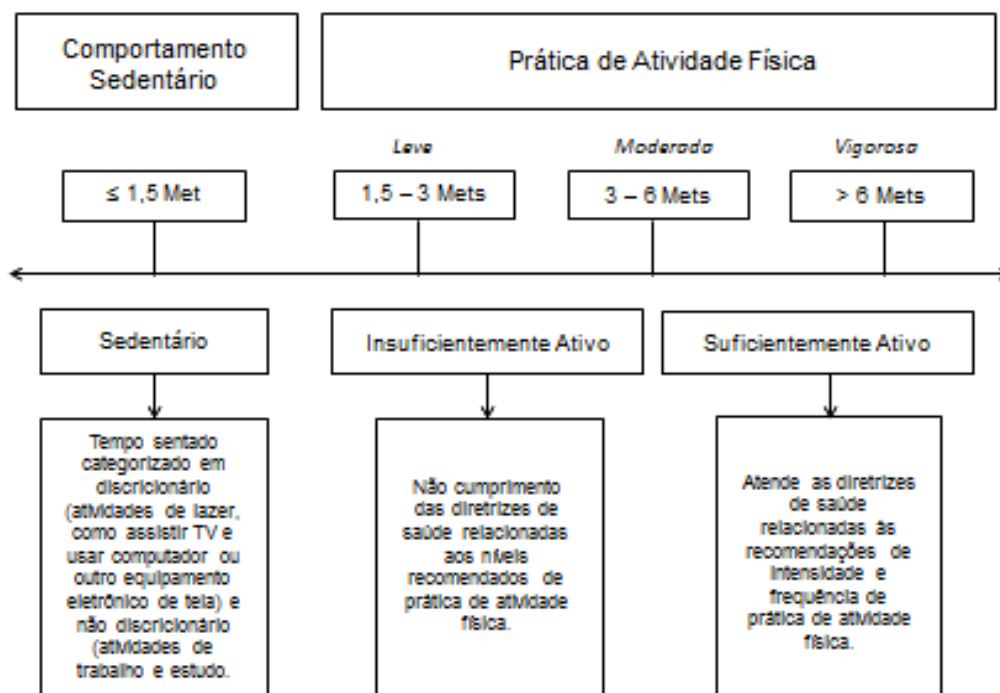 Comportamento
Sedentário
Prática de Atividade Física
Leve
Moderada
Vigorosa
≤ 1,5 Met
1,5 – 3 Mets
3 – 6 Mets
> 6 Mets
Sedentário
Insuficientemente Ativo
Suficientemente Ativo
Tempo sentado
categorizado em
discricionário
(atividades de lazer,
como assistir TV e
usar computador ou
outro equipamento
eletrônico de tela) e
não discricionário
(atividades de
trabalho e estudo.
Não cumprimento
das diretrizes de
saúde relacionadas
aos níveis
recomendados de
prática de atividade
física.
Atende as diretrizes
de saúde
relacionadas às
recomendações de
intensidade e
frequência de
prática de atividade
física.